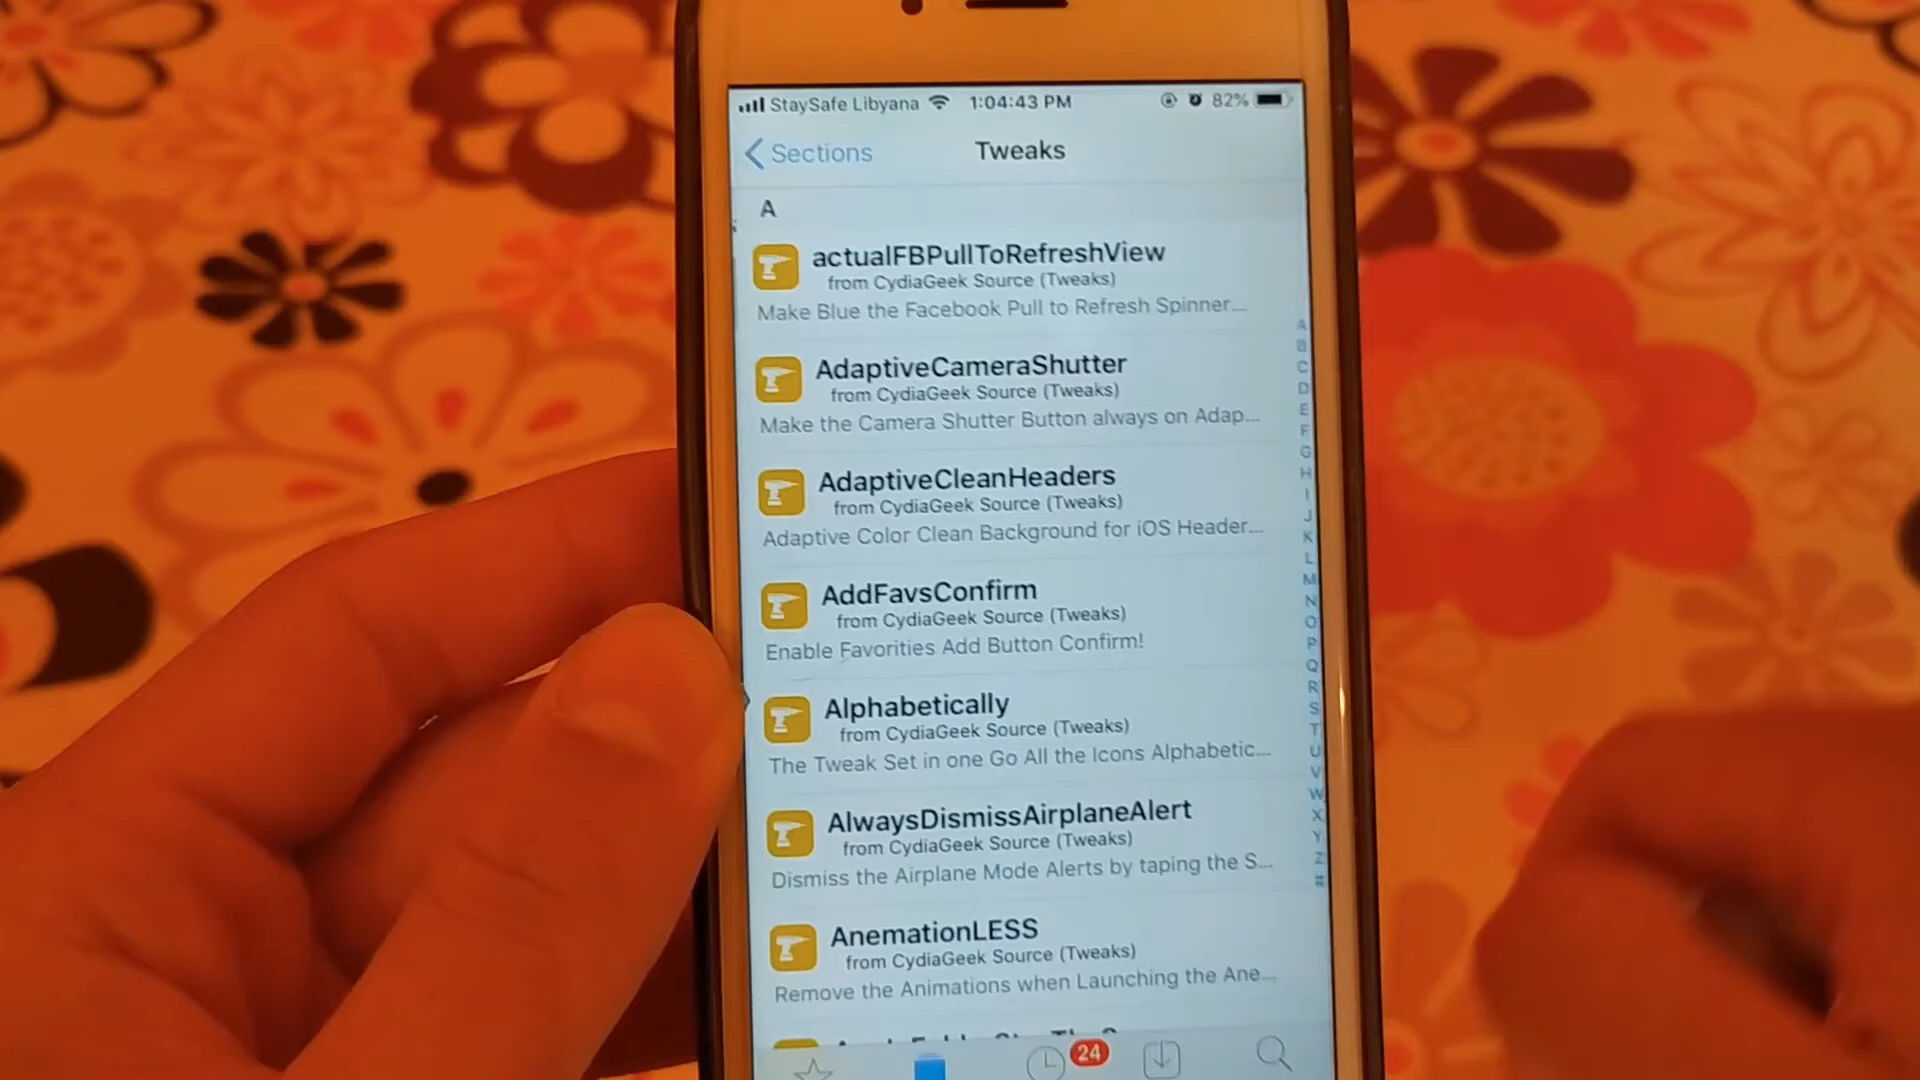 StaySafe Libyana 1:04:43 PM 82%
Sections Tweaks
A
actualFBPullToRefreshView
from CydiaGeek Source (Tweaks)
Make Blue the Facebook Pull to Refresh Spinner...
AdaptiveCameraShutter
from CydiaGeek Source (Tweaks)
Make the Camera Shutter Button always on Adap...
AdaptiveCleanHeaders
from CydiaGeek Source (Tweaks)
Adaptive Color Clean Background for iOS Header...
AddFavsConfirm
from CydiaGeek Source (Tweaks)
Enable Favorities Add Button Confirm!
Alphabetically
from CydiaGeek Source (Tweaks)
The Tweak Set in one Go All the Icons Alphabetic...
AlwaysDismissAirplaneAlert
from CydiaGeek Source (Tweaks)
Dismiss the Airplane Mode Alerts by taping the S...
AnemationLESS
from CydiaGeek Source (Tweaks)
Remove the Animations when Launching the Ane...
24
A
B
C
D
E
F
G
H
I
J
K
L
M
N
O
P
Q
R
S
T
U
V
W
X
Y
Z
#